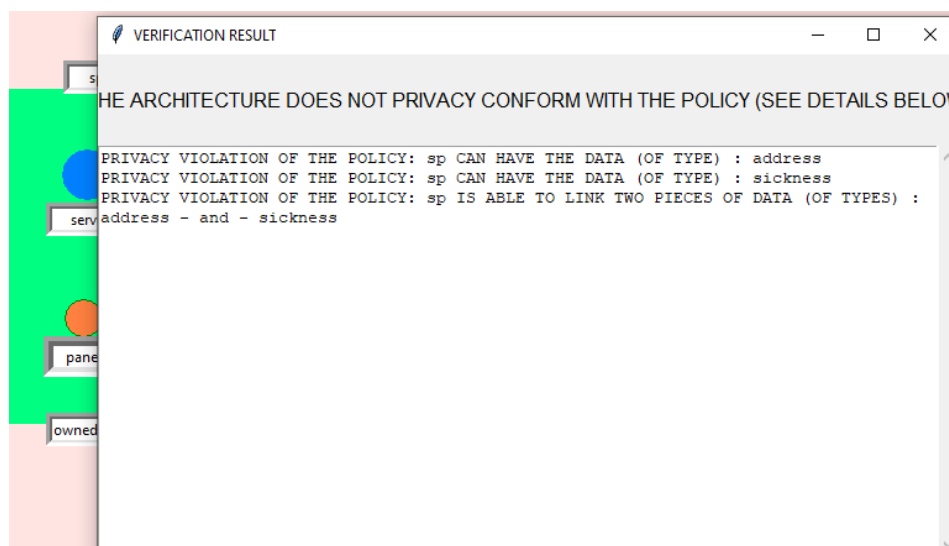 VERIFICATION RESULT
HE ARCHITECTURE DOES NOT PRIVACY CONFORM WITH THE POLICY (SEE DETAILS BELOW
PRIVACY VIOLATION OF THE POLICY: sp CAN HAVE THE DATA (OF TYPE) : address
PRIVACY VIOLATION OF THE POLICY: sp CAN HAVE THE DATA (OF TYPE) : sickness
PRIVACY VIOLATION OF THE POLICY: sp IS ABLE TO LINK TWO PIECES OF DATA (OF TYPES) :
address - and - sickness
s
serv
pane
owned